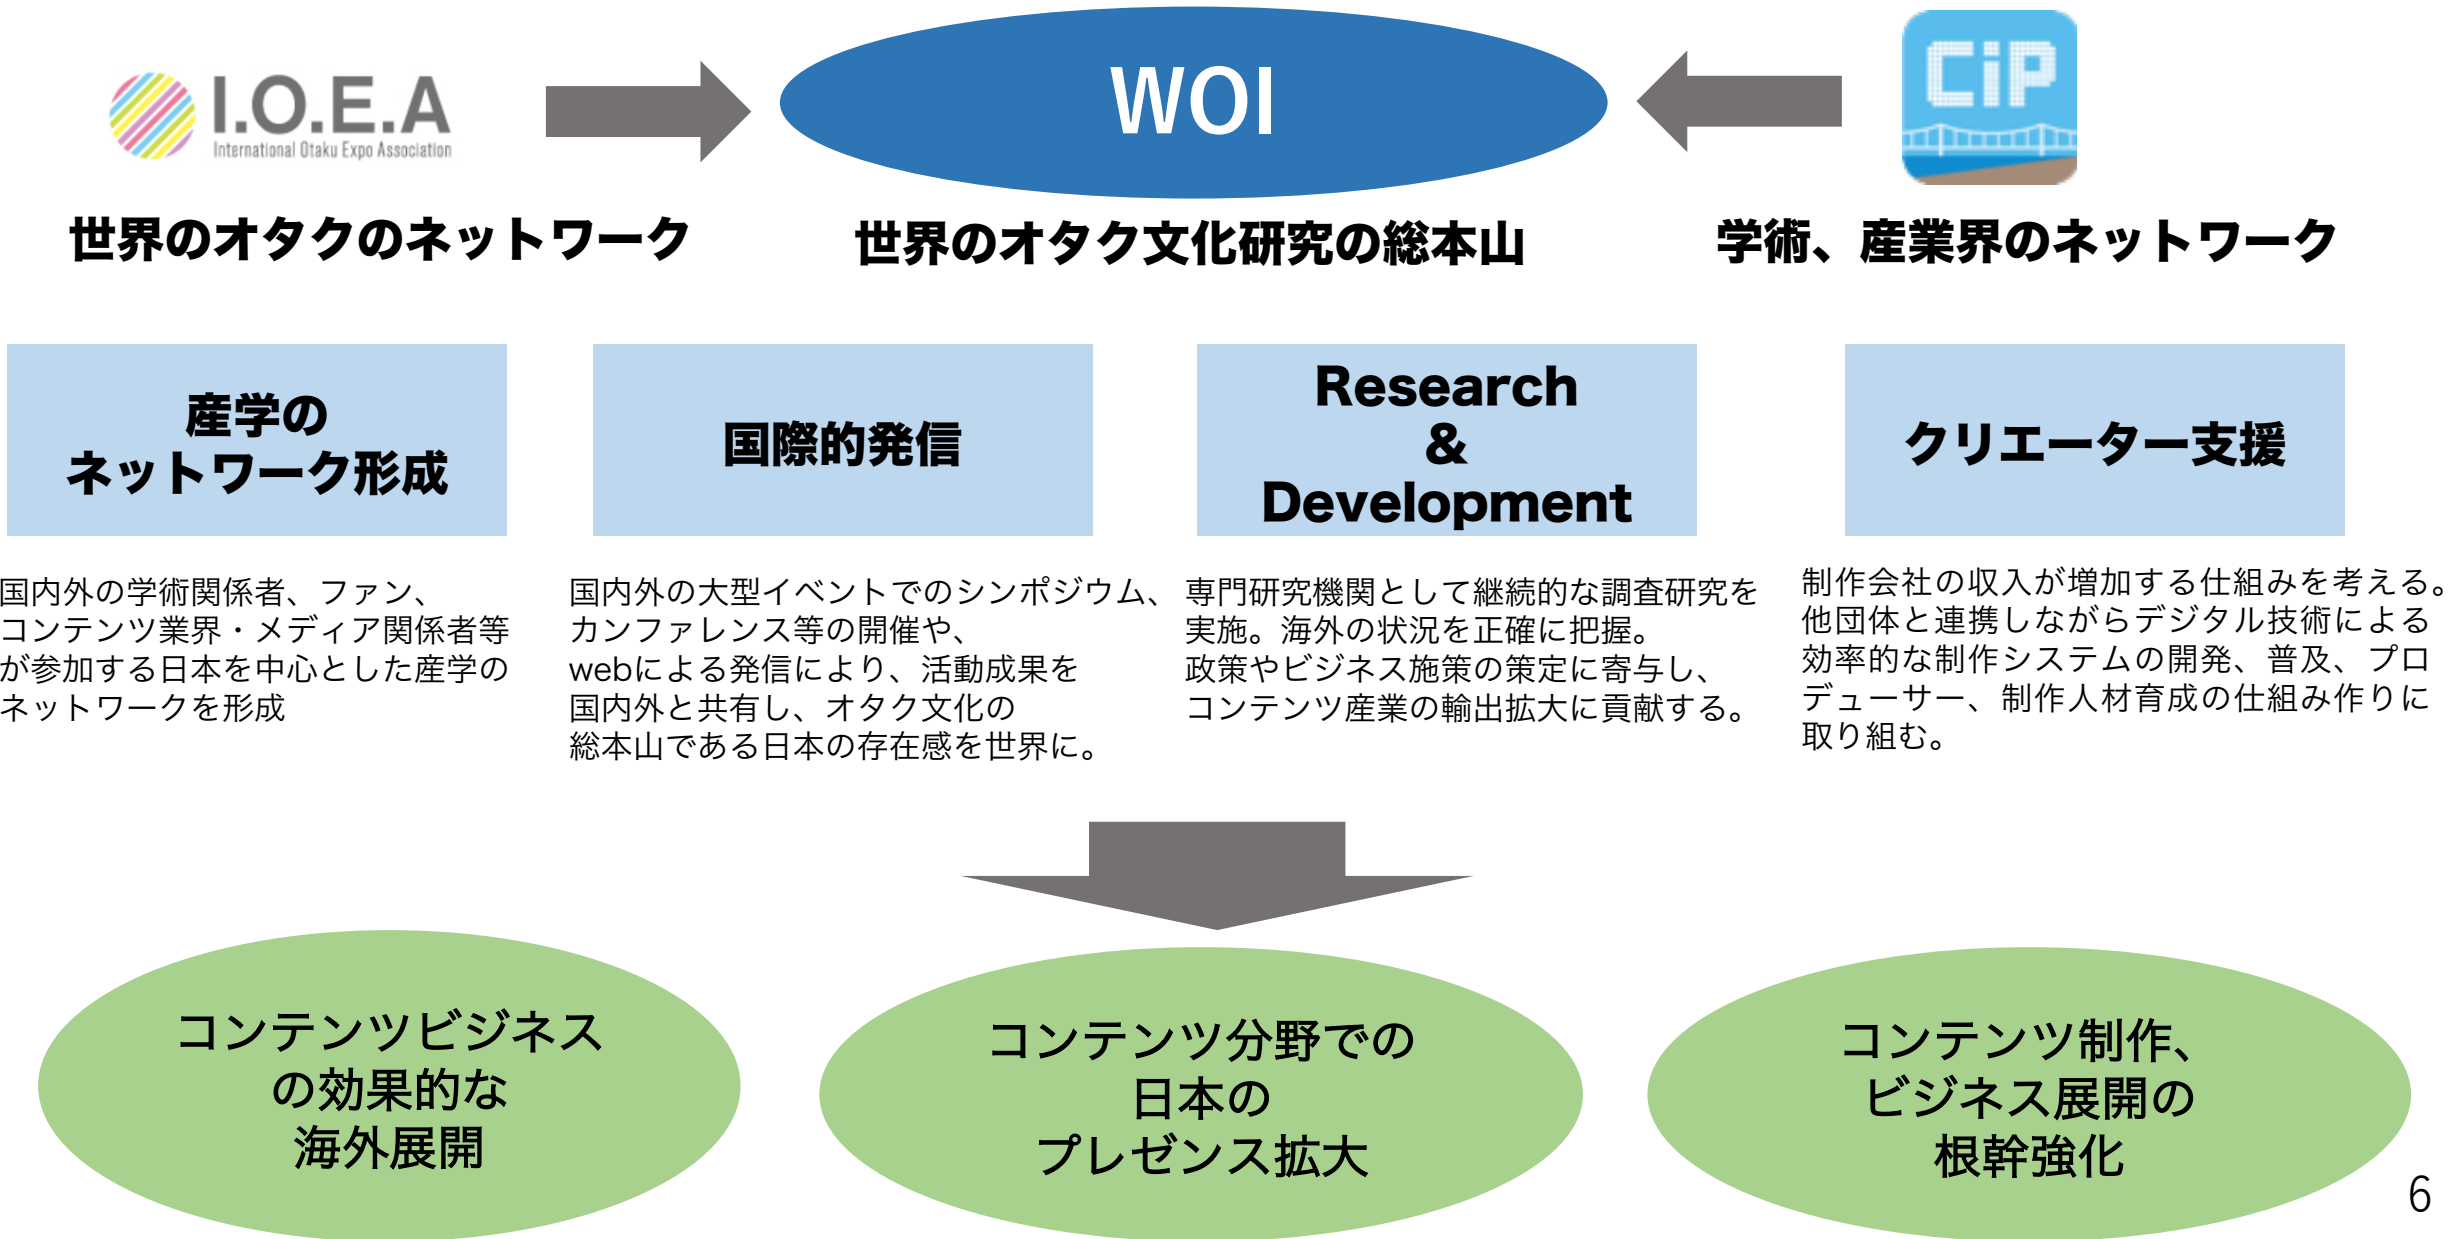 I.O.E.A
International Otaku Expo Association
WOI
CiP
世界のオタクのネットワーク
世界のオタク文化研究の総本山
学術、産業界のネットワーク
産学の
ネットワーク形成
国際的発信
Research
&
Development
クリエーター支援
国内外の学術関係者、ファン、
コンテンツ業界・メディア関係者等
が参加する日本を中心とした産学の
ネットワークを形成
国内外の大型イベントでのシンポジウム、
カンファレンス等の開催や、
webによる発信により、活動成果を
国内外と共有し、オタク文化の
総本山である日本の存在感を世界に。
専門研究機関として継続的な調査研究を
実施。海外の状況を正確に把握。
政策やビジネス施策の策定に寄与し、
コンテンツ産業の輸出拡大に貢献する。
制作会社の収入が増加する仕組みを考える。
他団体と連携しながらデジタル技術による
効率的な制作システムの開発、普及、プロ
デューサー、制作人材育成の仕組み作りに
取り組む。
コンテンツビジネス
の効果的な
海外展開
コンテンツ分野での
日本の
プレゼンス拡大
コンテンツ制作、
ビジネス展開の
根幹強化
6